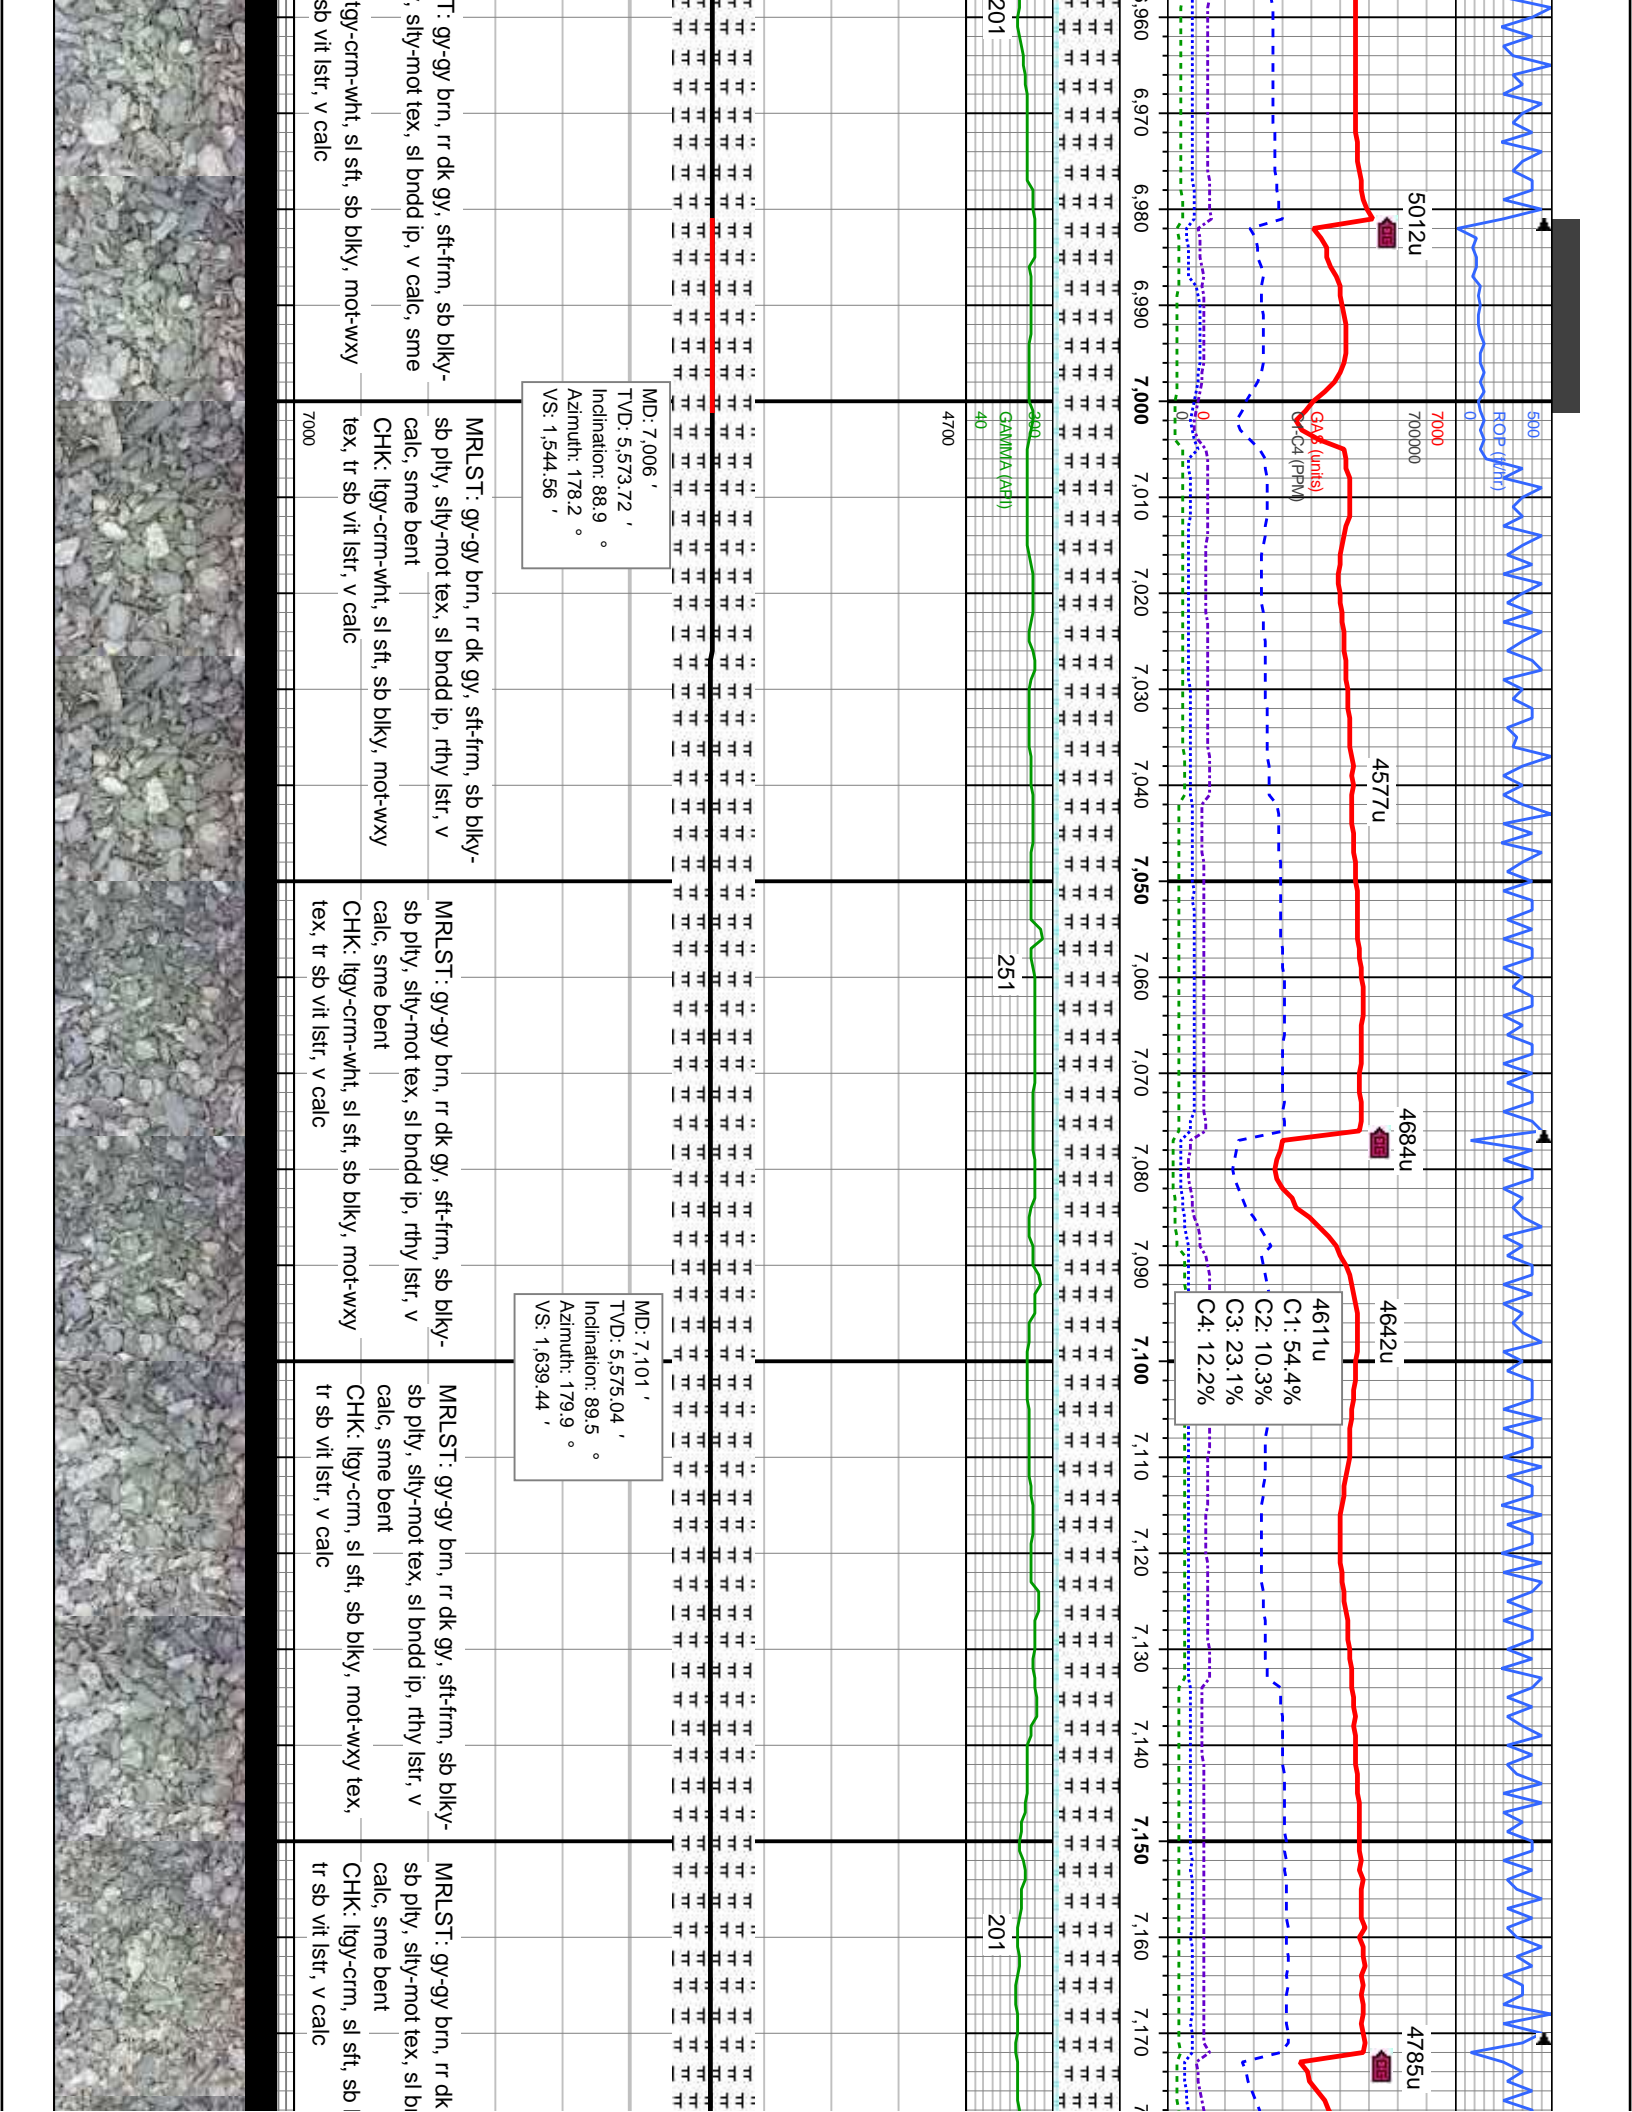 500
ROP (ft/hr)
0
7000
70000
GAS (units)
C1-C4 (PPM)
0
0
5012u
4577u
4684u
4642u
4611u
C1: 54.4%
C2: 10.3%
C3: 23.1%
C4: 12.2%
4785u
6,960
6,970
6,980
6,990
7,000
7,010
7,020
7,030
7,040
7,050
7,060
7,070
7,080
7,090
7,100
7,110
7,120
7,130
7,140
7,150
7,160
7,170
300
GAMMA (API)
40
201
251
201
4700
7000
MD: 7,006 '
TVD: 5,573.72 '
Inclination: 88.9 °
Azimuth: 178.2 °
VS: 1,544.56 '
MD: 7,101 '
TVD: 5,575.04 '
Inclination: 89.5 °
Azimuth: 179.9 °
VS: 1,639.44 '
T: gy-gy brn, rr dk gy, sft-frm, sb blky-
, slty-mot tex, sl bndd ip, v calc, sme
tgy-crm-wht, sl sft, sb blky, mot-wxy
sb vit lstr, v calc
MRLST: gy-gy brn, rr dk gy, sft-frm, sb blky-
sb plty, slty-mot tex, sl bndd ip, rthy lstr, v
calc, sme bent
CHK: ltgy-crm-wht, sl sft, sb blky, mot-wxy
tex, tr sb vit lstr, v calc
MRLST: gy-gy brn, rr dk gy, sft-frm, sb blky-
sb plty, slty-mot tex, sl bndd ip, rthy lstr, v
calc, sme bent
CHK: ltgy-crm-wht, sl sft, sb blky, mot-wxy
tex, tr sb vit lstr, v calc
MRLST: gy-gy brn, rr dk gy, sft-frm, sb blky-
sb plty, slty-mot tex, sl bndd ip, rthy lstr, v
calc, sme bent
CHK: ltgy-crm, sl sft, sb blky, mot-wxy tex,
tr sb vit lstr, v calc
MRLST: gy-gy brn, rr dk
sb plty, slty-mot tex, sl b
calc, sme bent
CHK: ltgy-crm, sl sft, sb
tr sb vit lstr, v calc